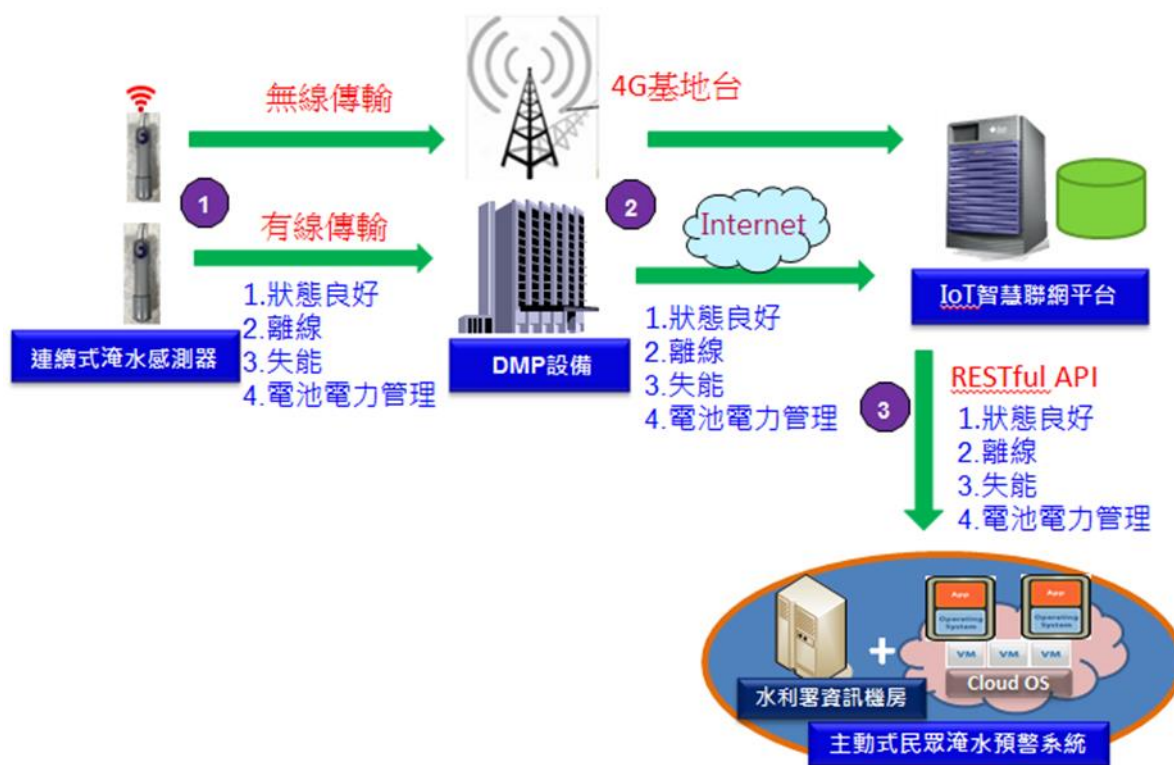 無線傳輸
4G基地台
1
有線傳輸
2
Internet
1.狀態良好
2.離線
3.失能
4.電池電力管理
連續式淹水感測器
DMP設備
1.狀態良好
2.離線
3.失能
4.電池電力管理
IoT智慧聯網平台
3
RESTful API
1.狀態良好
2.離線
3.失能
4.電池電力管理
App
Operating
System
App
Operating
System
+
VM
VM
VM
Cloud OS
水利署資訊機房
主動式民眾淹水預警系統